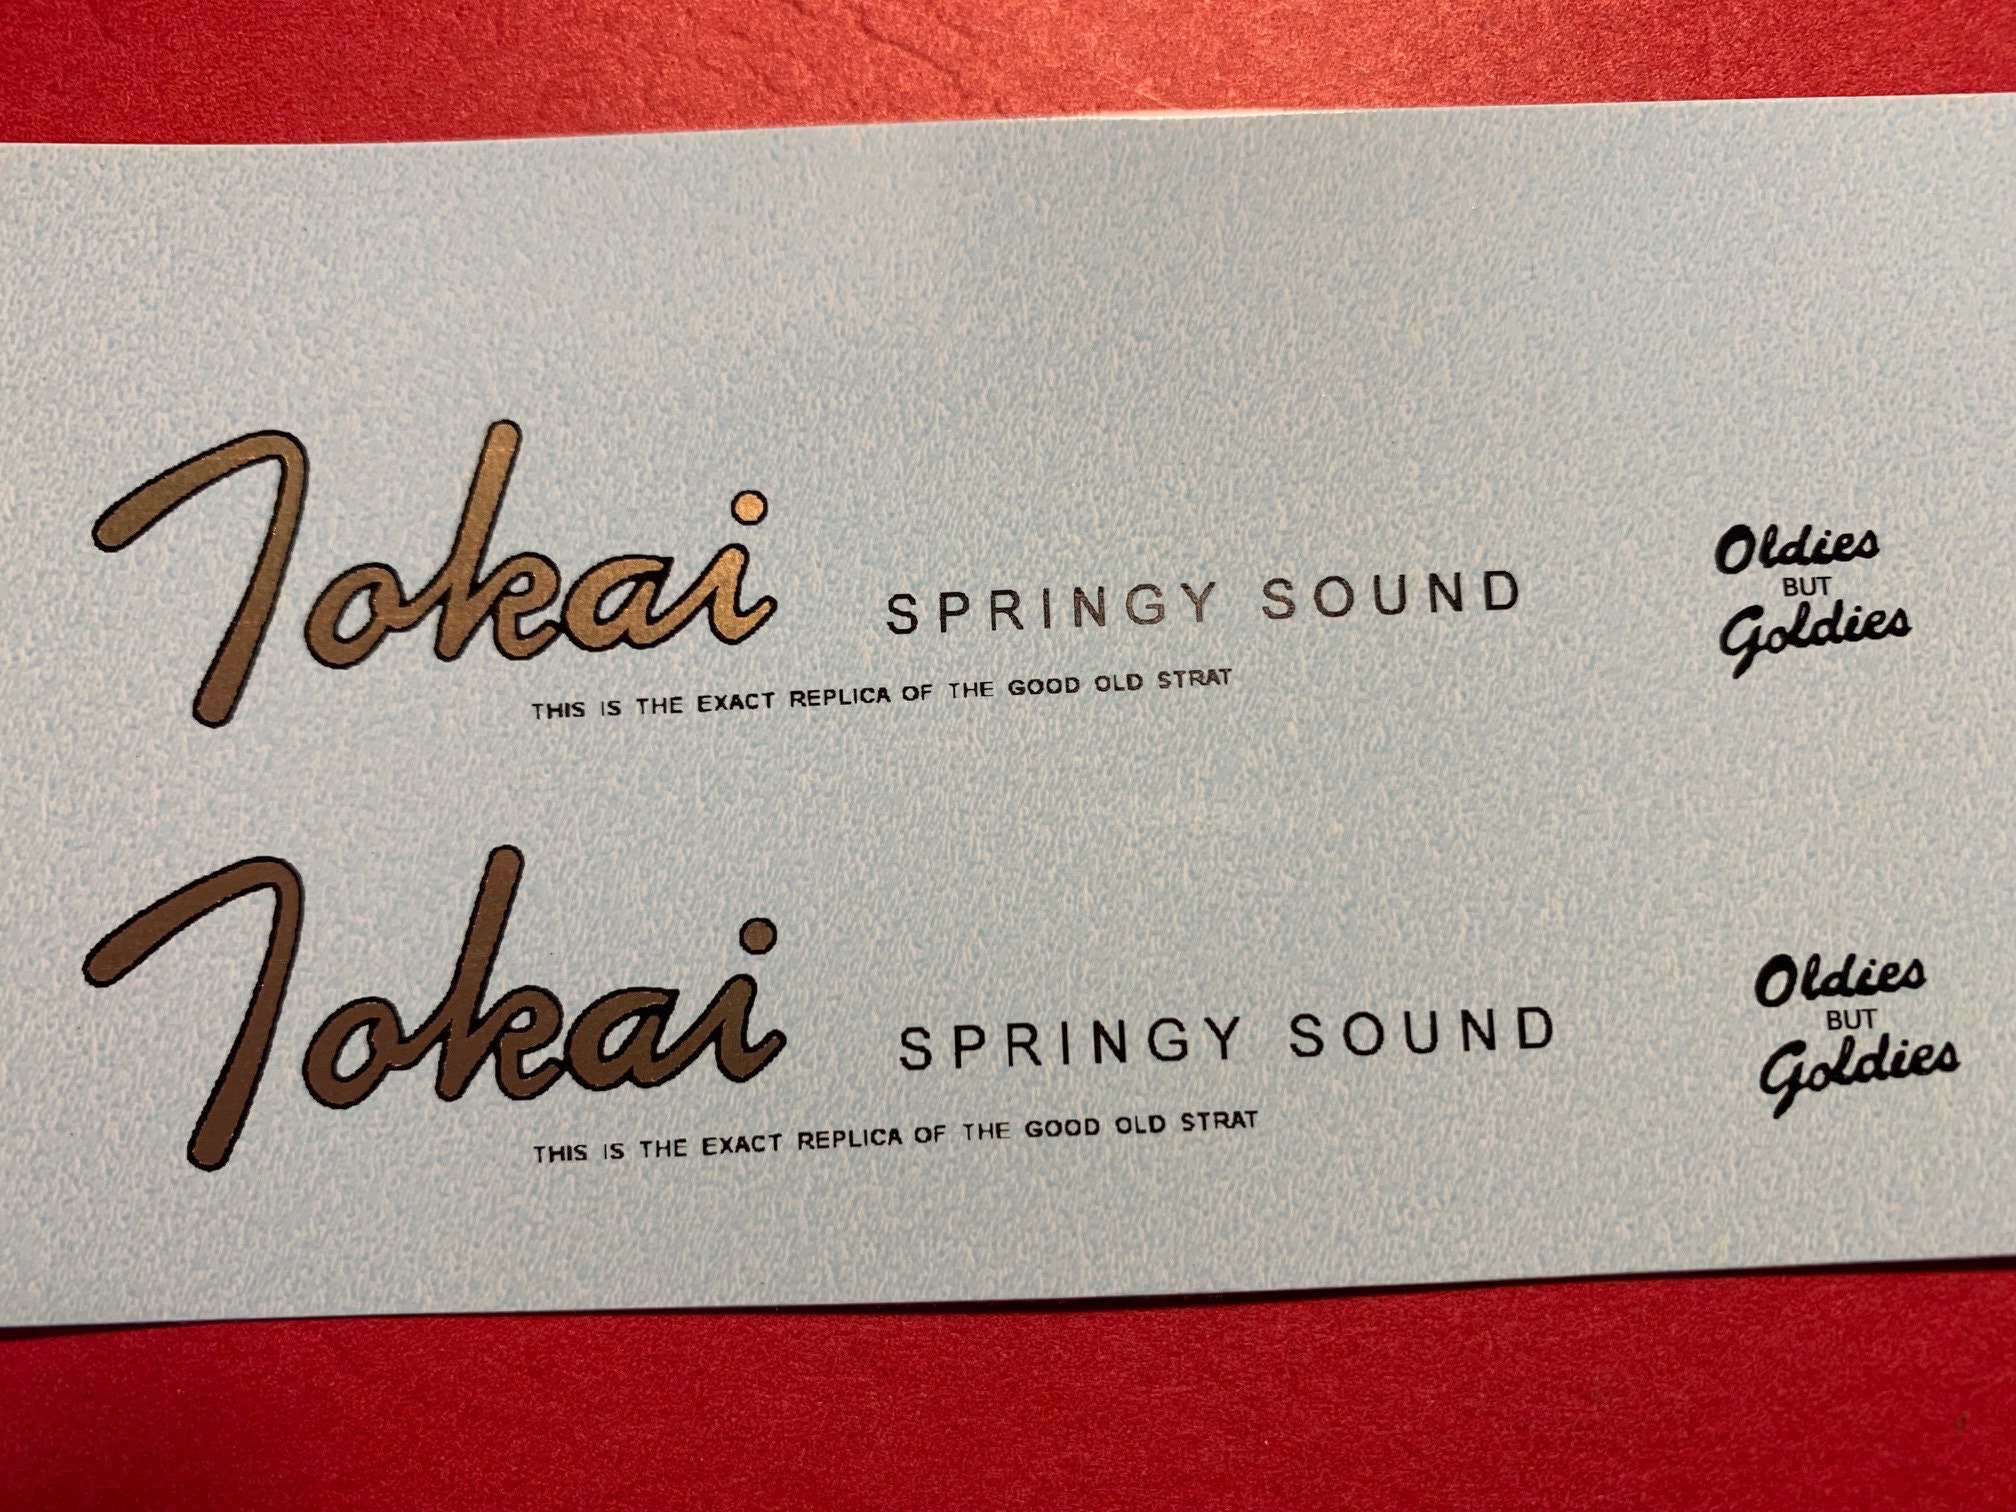 Tokai SPRINGY SOUND
THIS IS THE EXACT REPLICA OF THE GOOD OLD STRAT
Oldies
BUT
Goldies
Tokai SPRINGY SOUND
THIS IS THE EXACT REPLICA OF THE GOOD OLD STRAT
Oldies
BUT
Goldies